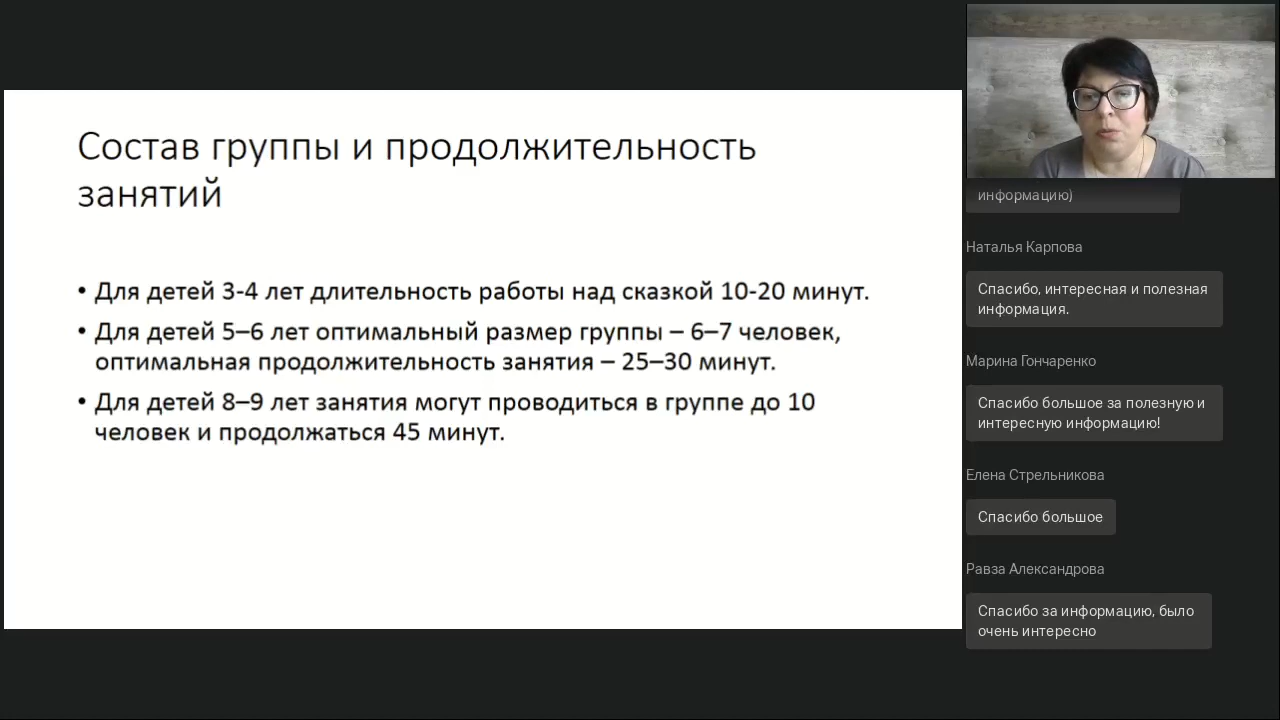 Состав группы и продолжительность
занятий
• Для детей 3-4 лет длительность работы над сказкой 10-20 минут.
• Для детей 5–6 лет оптимальный размер группы – 6–7 человек,
оптимальная продолжительность занятия – 25–30 минут.
• Для детей 8–9 лет занятия могут проводиться в группе до 10
человек и продолжаться 45 минут.
информацию)
Наталья Карпова
Спасибо, интересная и полезная
информация.
Марина Гончаренко
Спасибо большое за полезную и
интересную информацию!
Елена Стрельникова
Спасибо большое
Равза Александрова
Спасибо за информацию, было
очень интересно